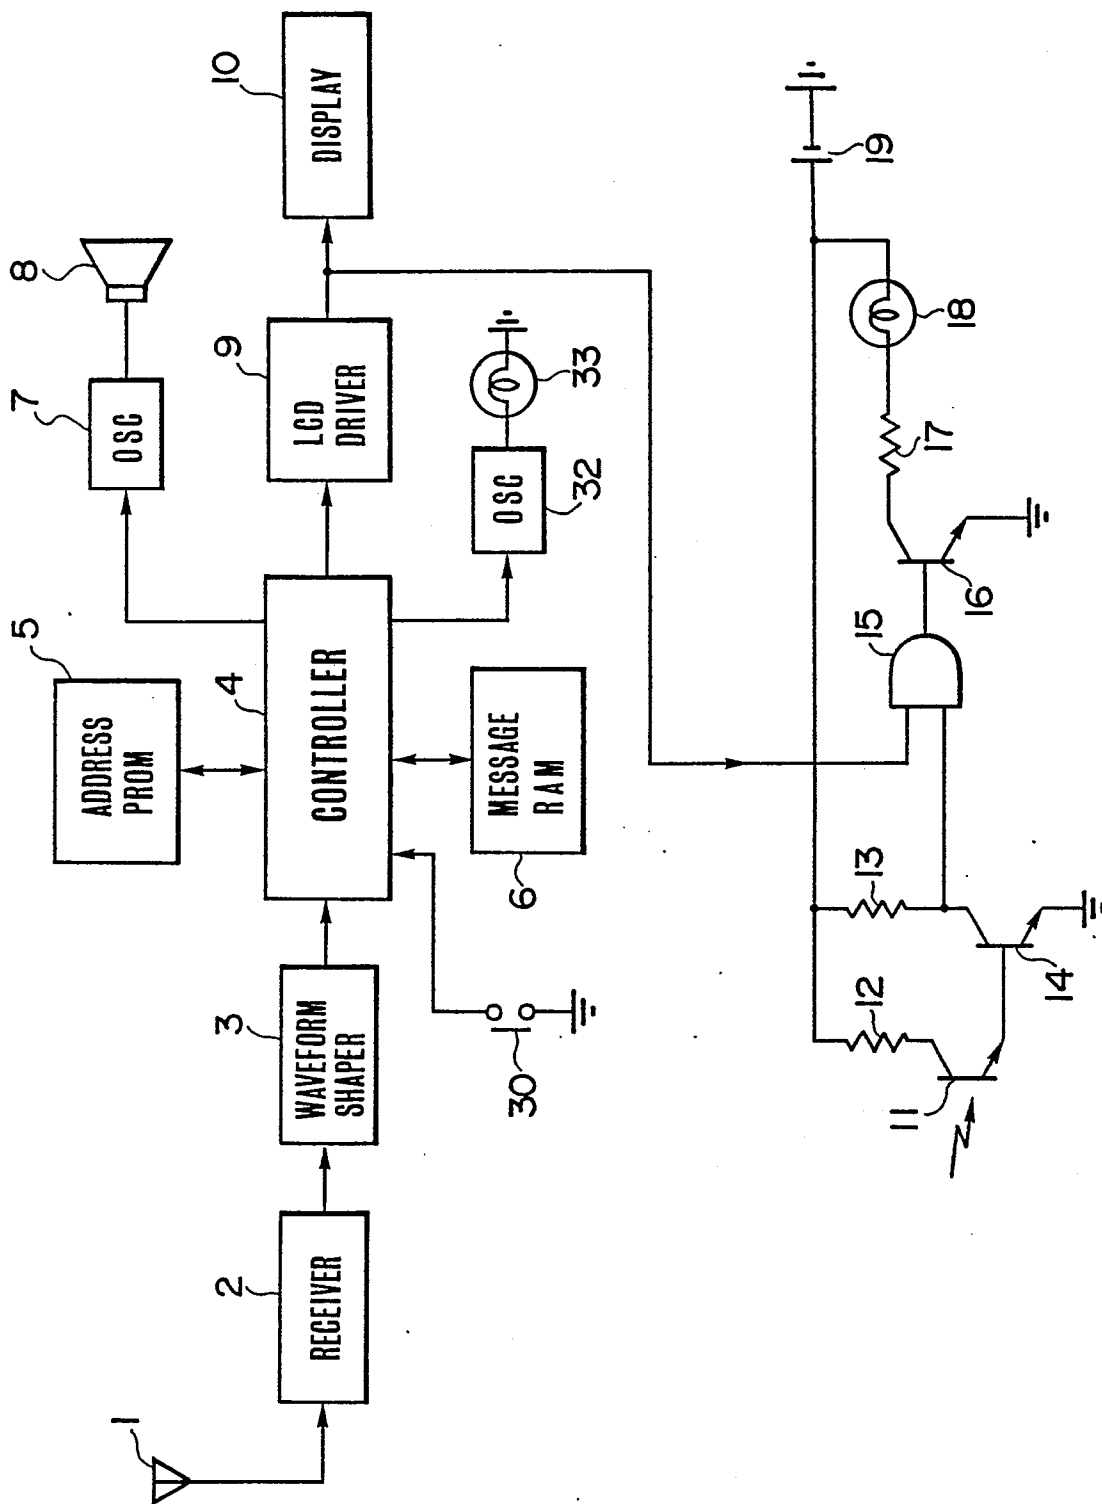 1
2
RECEIVER
3
WAVEFORM
SHAPER
4
CONTROLLER
5
ADDRESS
PROM
6
MESSAGE
RAM
7
OSC
8
9
LCD
DRIVER
10
DISPLAY
30
32
OSC
33
11
12
13
14
15
16
17
18
19